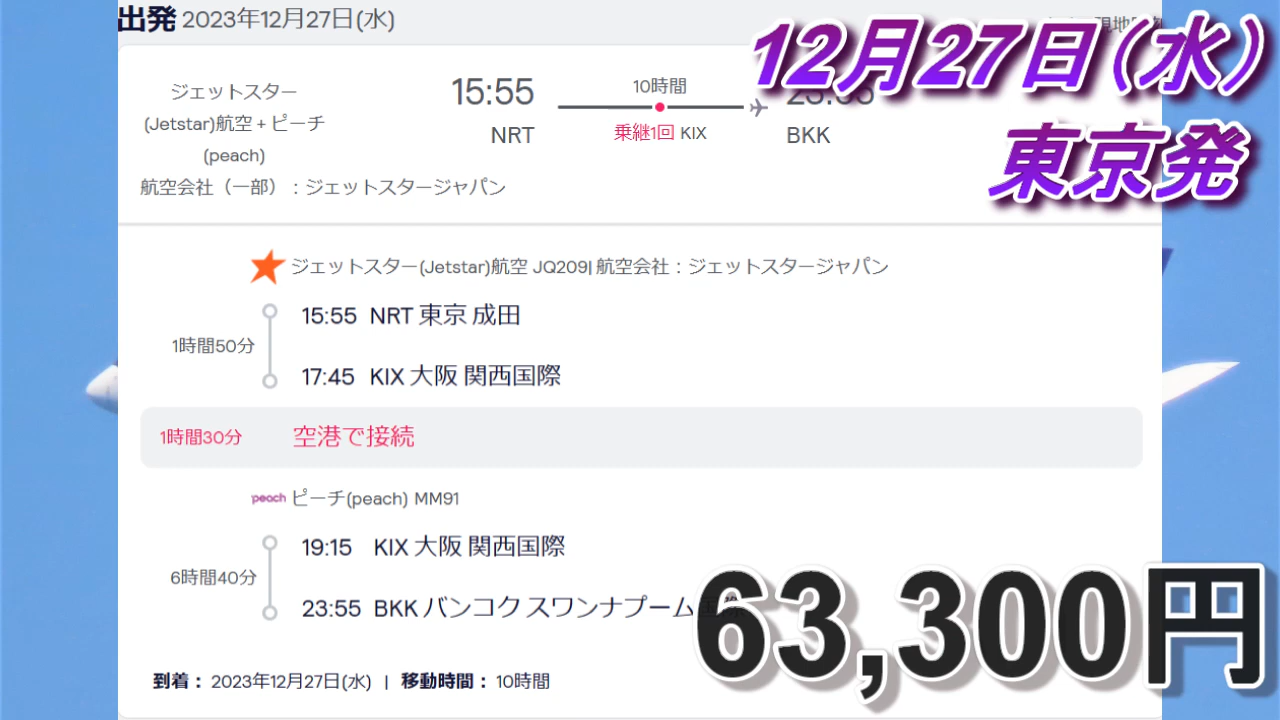 出発 2023年12月27日(水)
12月27日(水)
東京発
ジェットスター
(Jetstar)航空 + ピーチ
(peach)
航空会社（一部）：ジェットスタージャパン
15:55
NRT
10時間
乗継1回 KIX
BKK
ジェットスター(Jetstar)航空 JQ209| 航空会社：ジェットスタージャパン
15:55 NRT 東京 成田
1時間50分
17:45 KIX 大阪 関西国際
1時間30分 空港で接続
peach ピーチ(peach) MM91
19:15 KIX 大阪 関西国際
6時間40分
23:55 BKK バンコク スワンナプーム
63,300円
到着： 2023年12月27日(水) | 移動時間： 10時間